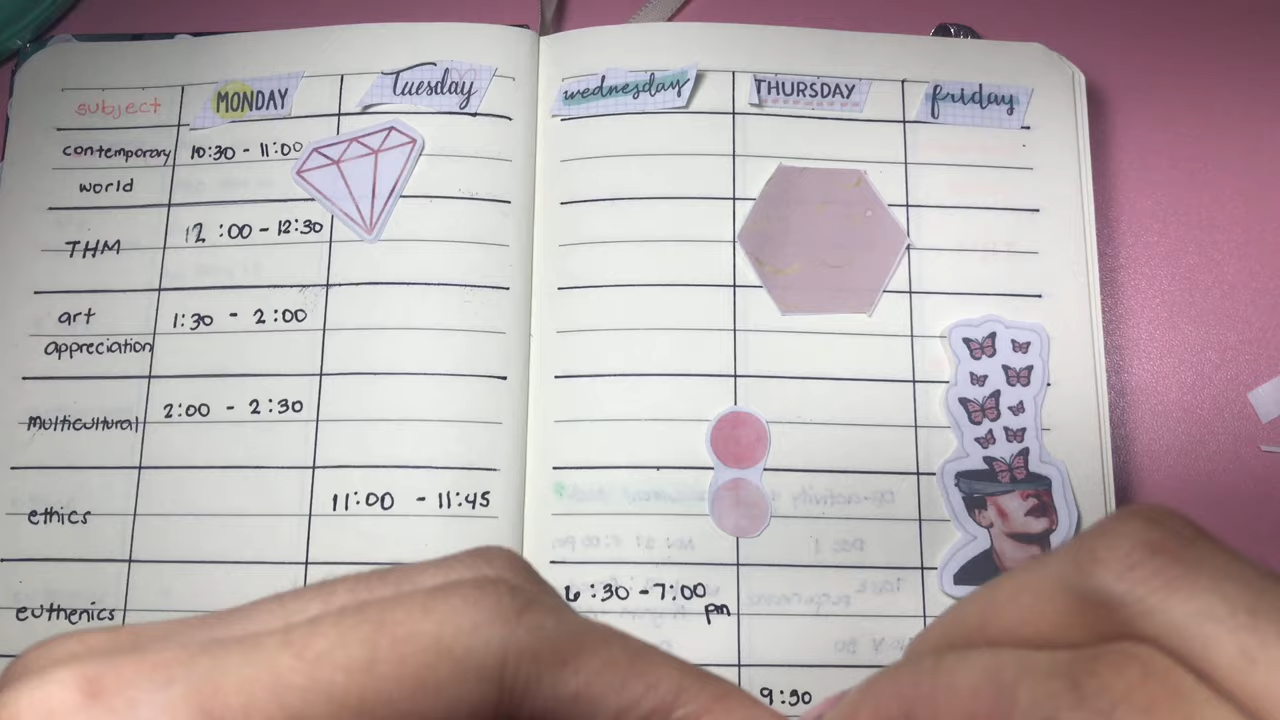 subject MONDAY Tuesday wednesday THURSDAY friday
contemporary 10:30 - 11:00
world
THM 12:00 - 12:30
art 1:30 - 2:00
appreciation
multicultural 2:00 - 2:30
ethics 11:00 - 11:45
euthenics 6:30 - 7:00
pm
9:30